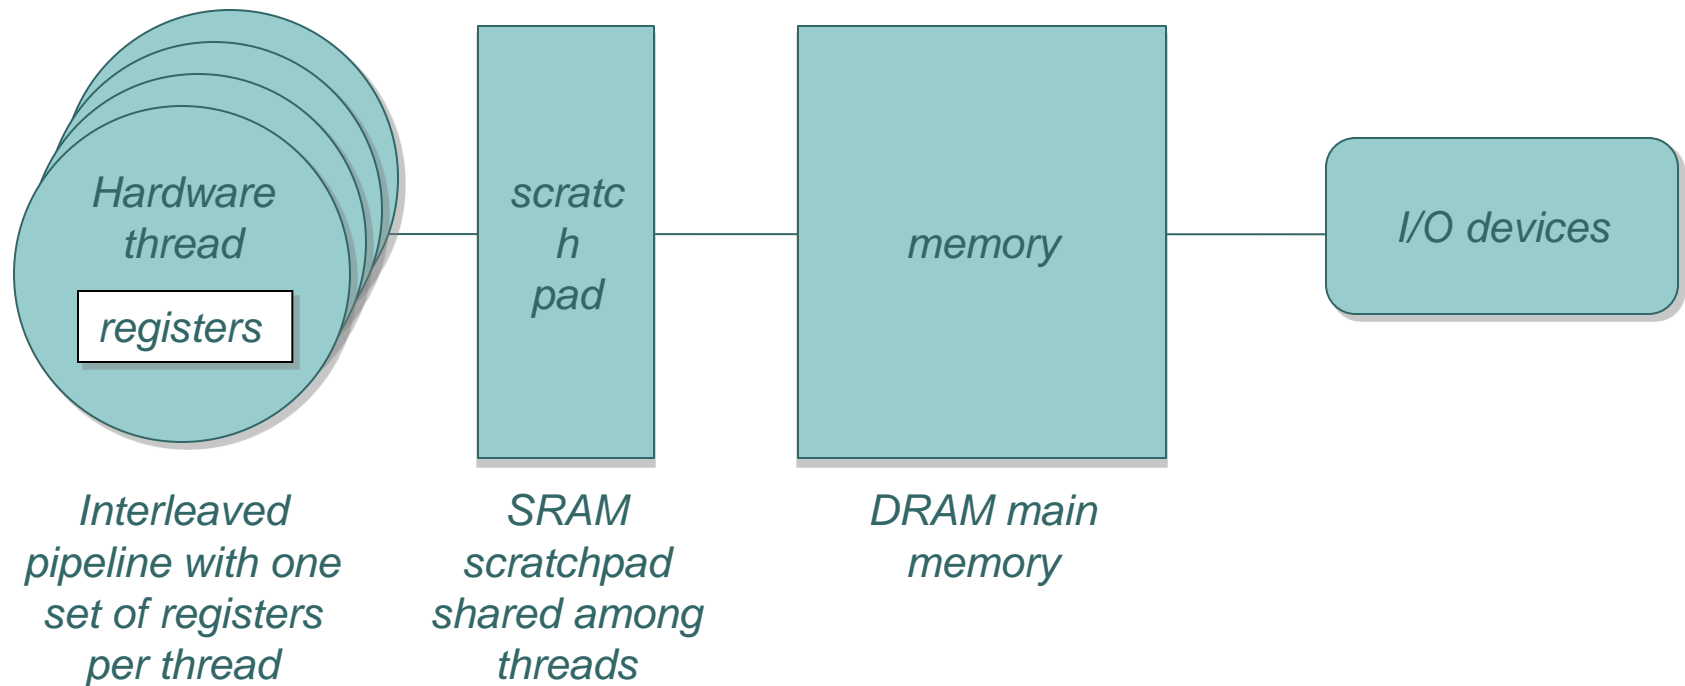 Hardware
thread
registers
scratc
h
pad
memory
I/O devices
Interleaved
pipeline with one
set of registers
per thread
SRAM
scratchpad
shared among
threads
DRAM main
memory